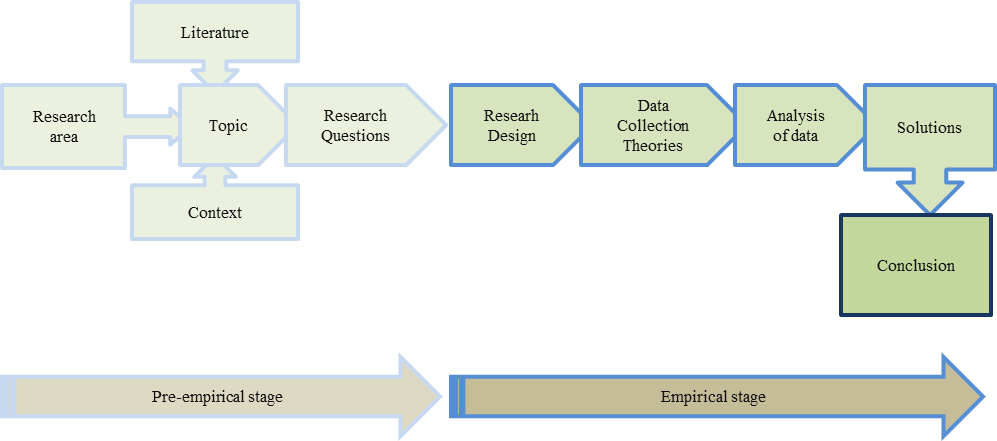 Literature
Research
area
Topic
Research
Questions
Context
Researh
Design
Data
Collection
Theories
Analysis
of data
Solutions
Conclusion
Pre-empirical stage
Empirical stage